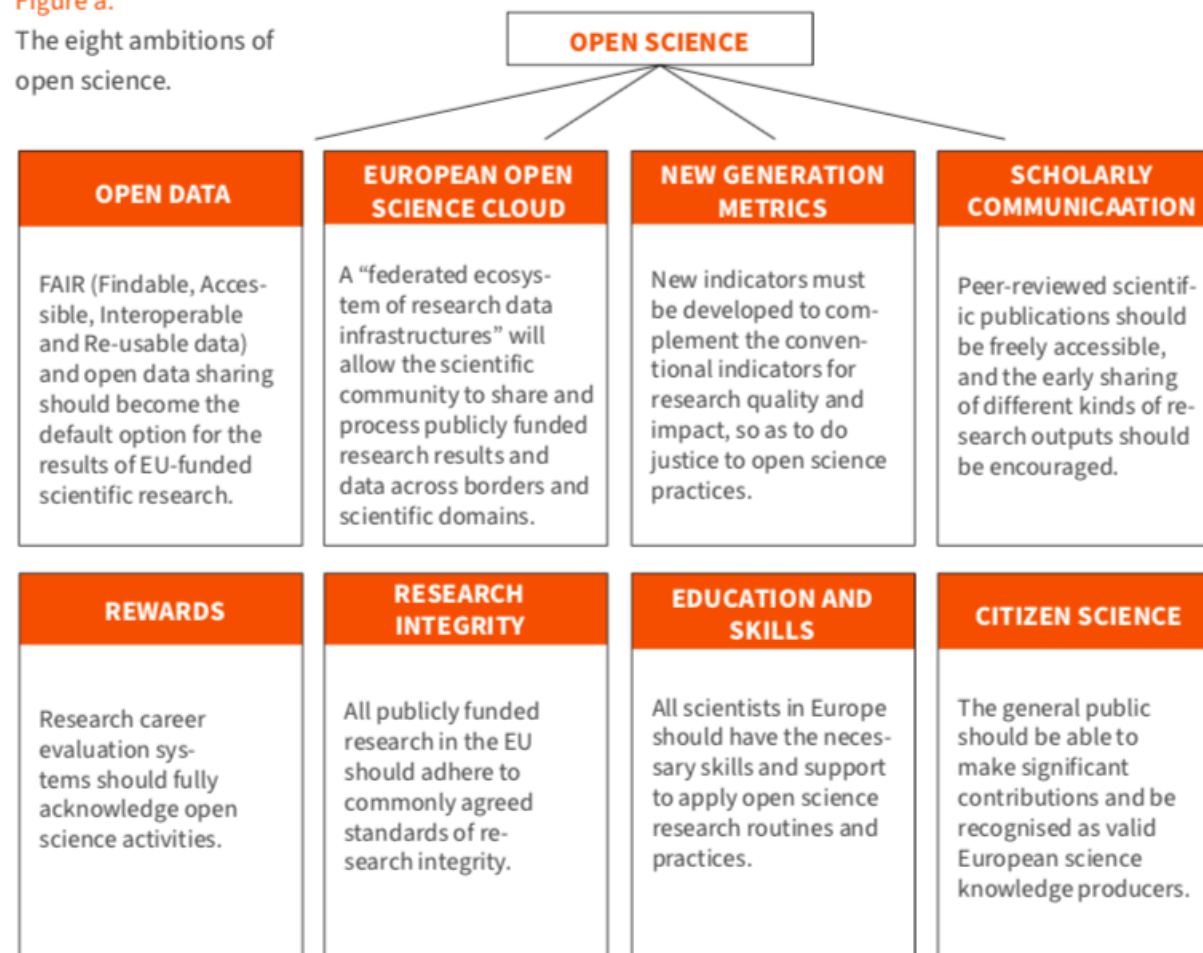 Figure a.
The eight ambitions of
open science.
OPEN SCIENCE
OPEN DATA
FAIR (Findable, Acces-
sible, Interoperable
and Re-usable data)
and open data sharing
should become the
default option for the
results of EU-funded
scientific research.
EUROPEAN OPEN
SCIENCE CLOUD
A “federated ecosys-
tem of research data
infrastructures” will
allow the scientific
community to share and
process publicly funded
research results and
data across borders and
scientific domains.
NEW GENERATION
METRICS
New indicators must
be developed to com-
plement the conven-
tional indicators for
research quality and
impact, so as to do
justice to open science
practices.
SCHOLARLY
COMMUNICAATION
Peer-reviewed scientif-
ic publications should
be freely accessible,
and the early sharing
of different kinds of re-
search outputs should
be encouraged.
REWARDS
Research career
evaluation sys-
tems should fully
acknowledge open
science activities.
RESEARCH
INTEGRITY
All publicly funded
research in the EU
should adhere to
commonly agreed
standards of re-
search integrity.
EDUCATION AND
SKILLS
All scientists in Europe
should have the neces-
sary skills and support
to apply open science
research routines and
practices.
CITIZEN SCIENCE
The general public
should be able to
make significant
contributions and be
recognised as valid
European science
knowledge producers.